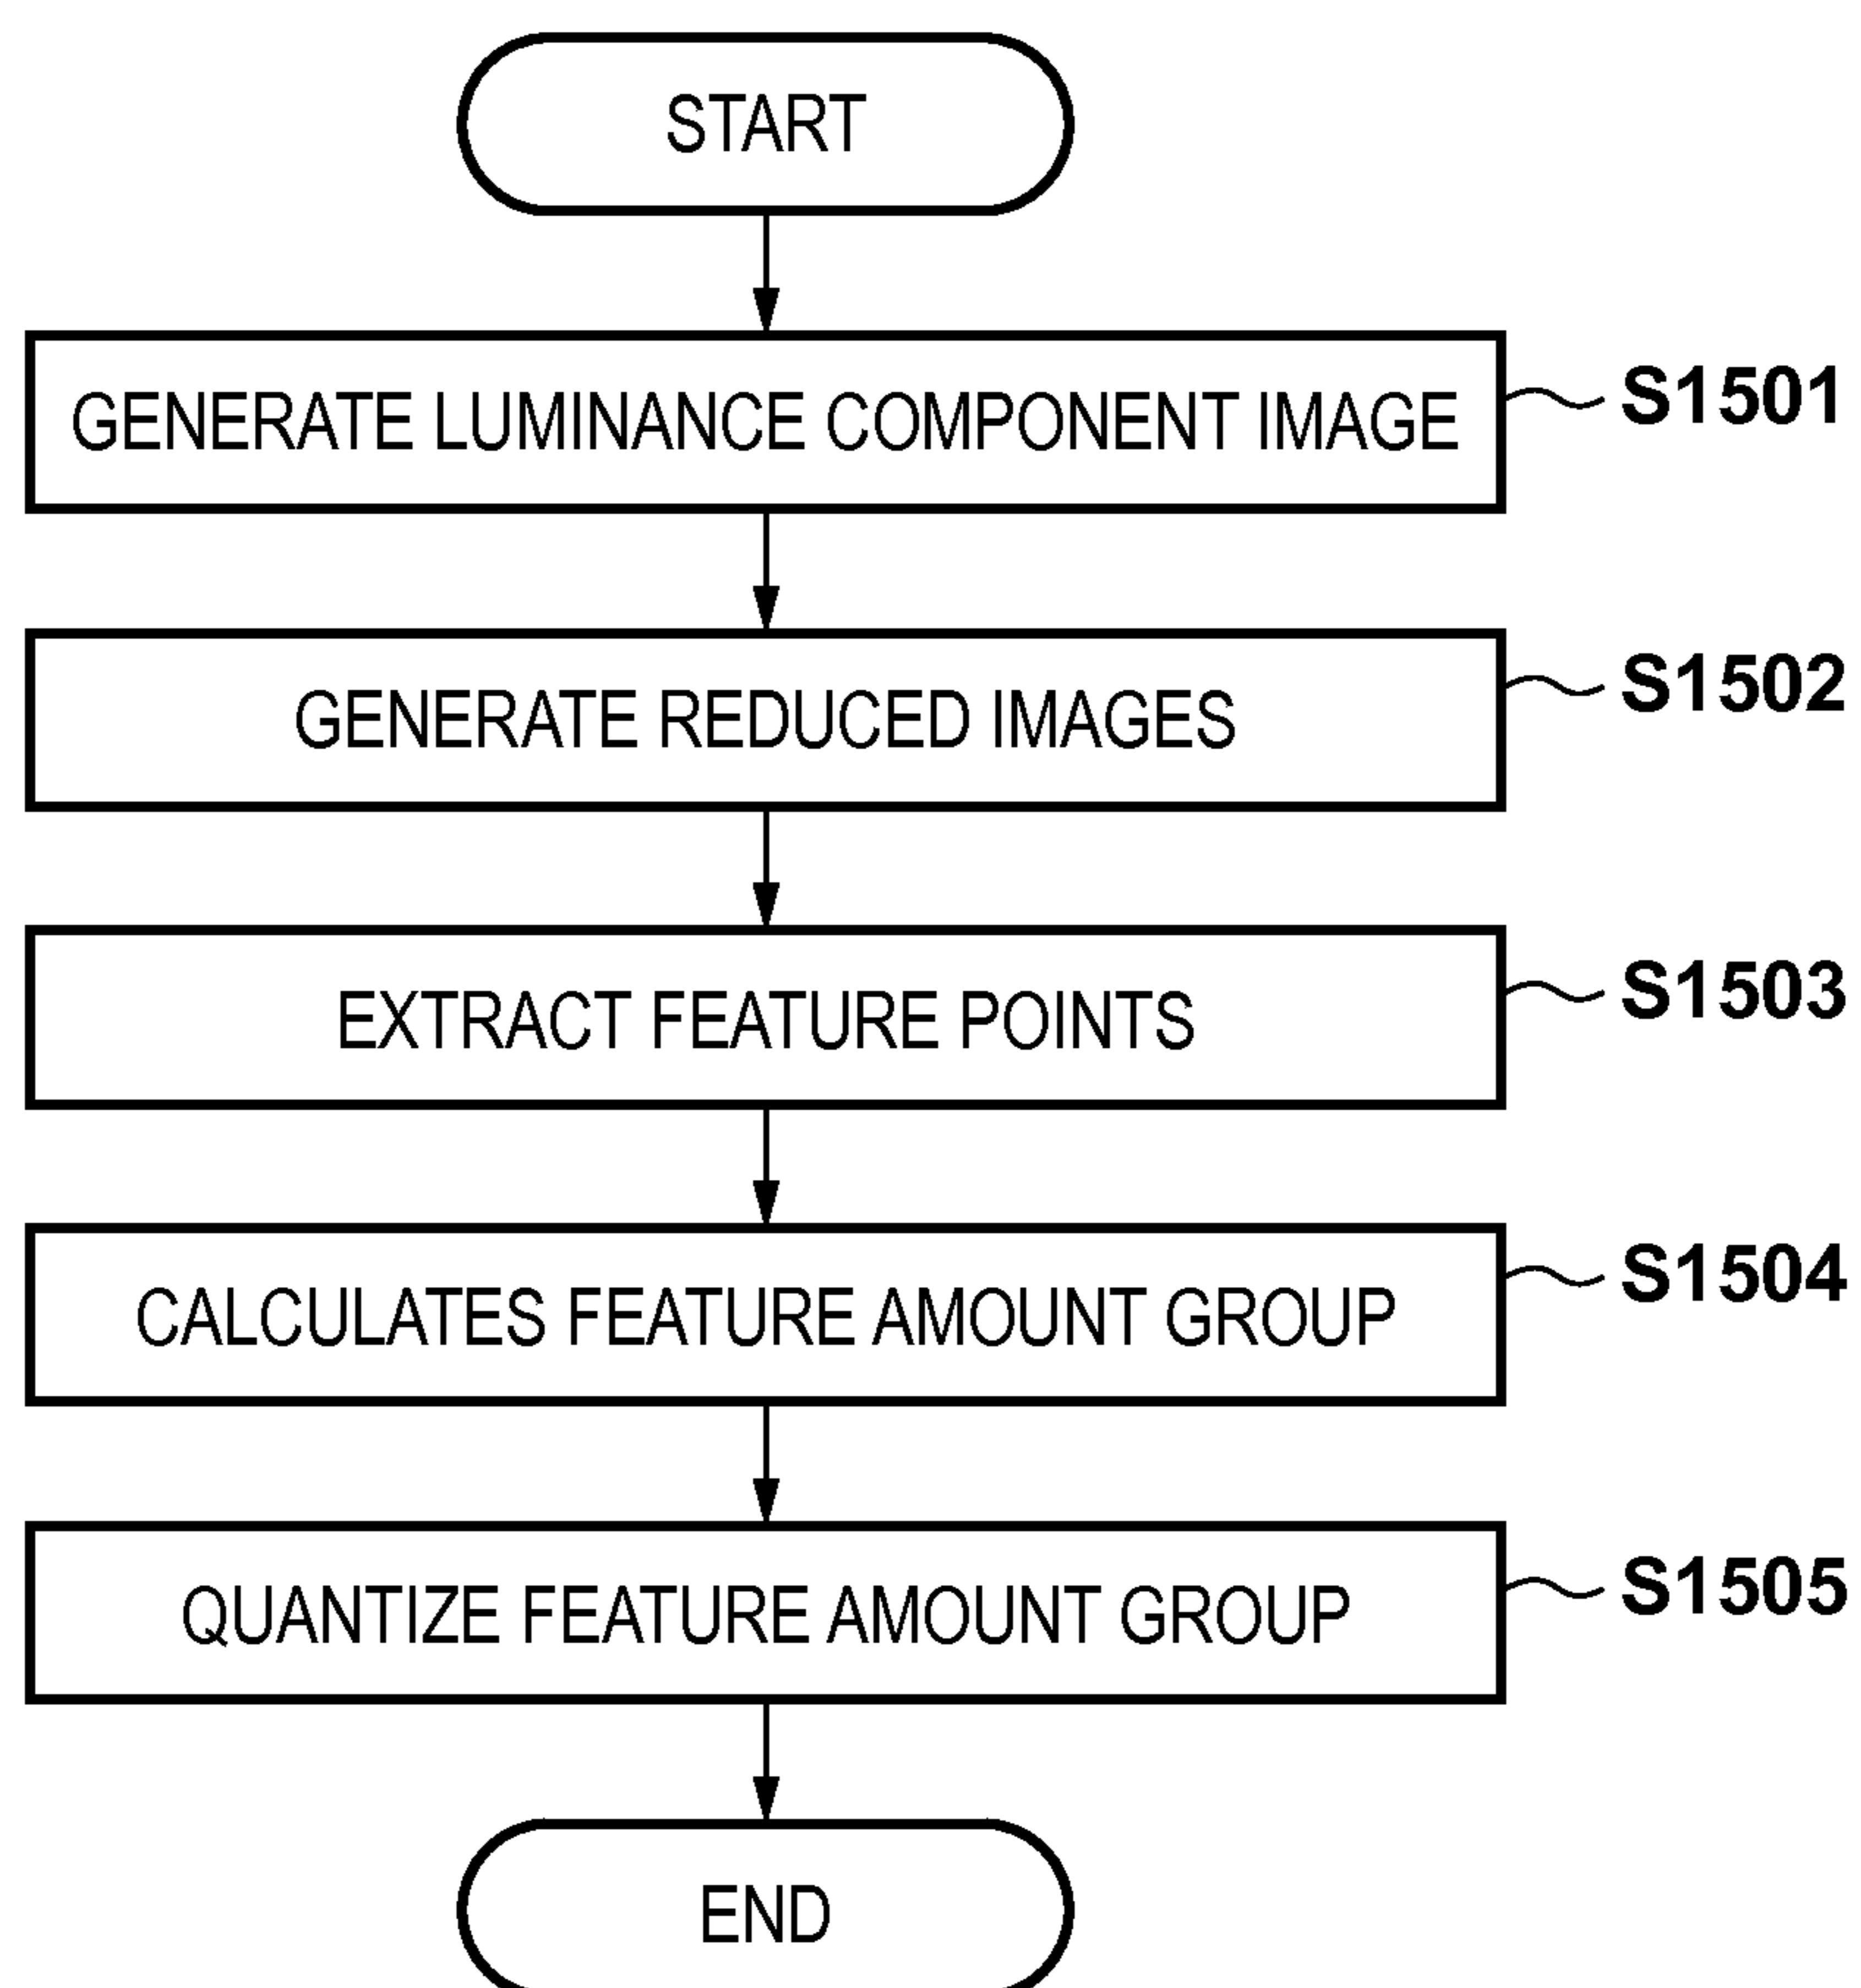 START
GENERATE LUMINANCE COMPONENT IMAGE
S1501
GENERATE REDUCED IMAGES
S1502
EXTRACT FEATURE POINTS
S1503
CALCULATES FEATURE AMOUNT GROUP
S1504
QUANTIZE FEATURE AMOUNT GROUP
S1505
END